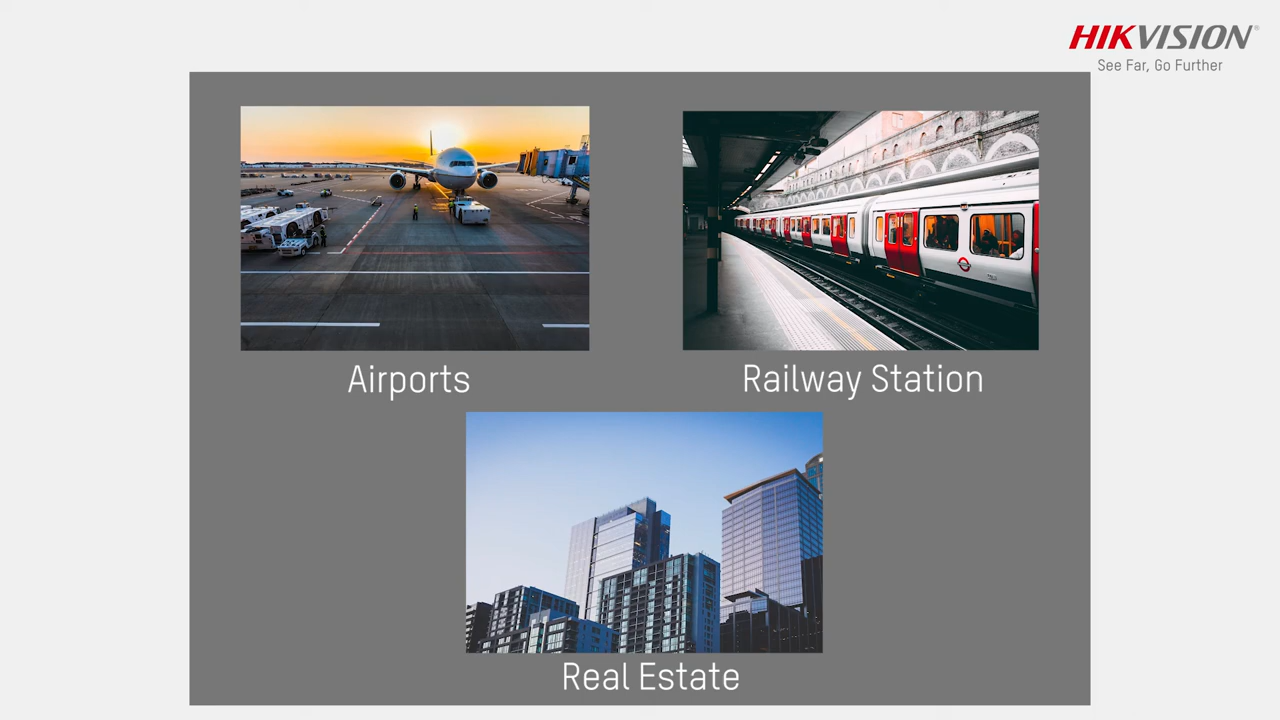 HIKVISION®
See Far, Go Further
Airports
Railway Station
Real Estate